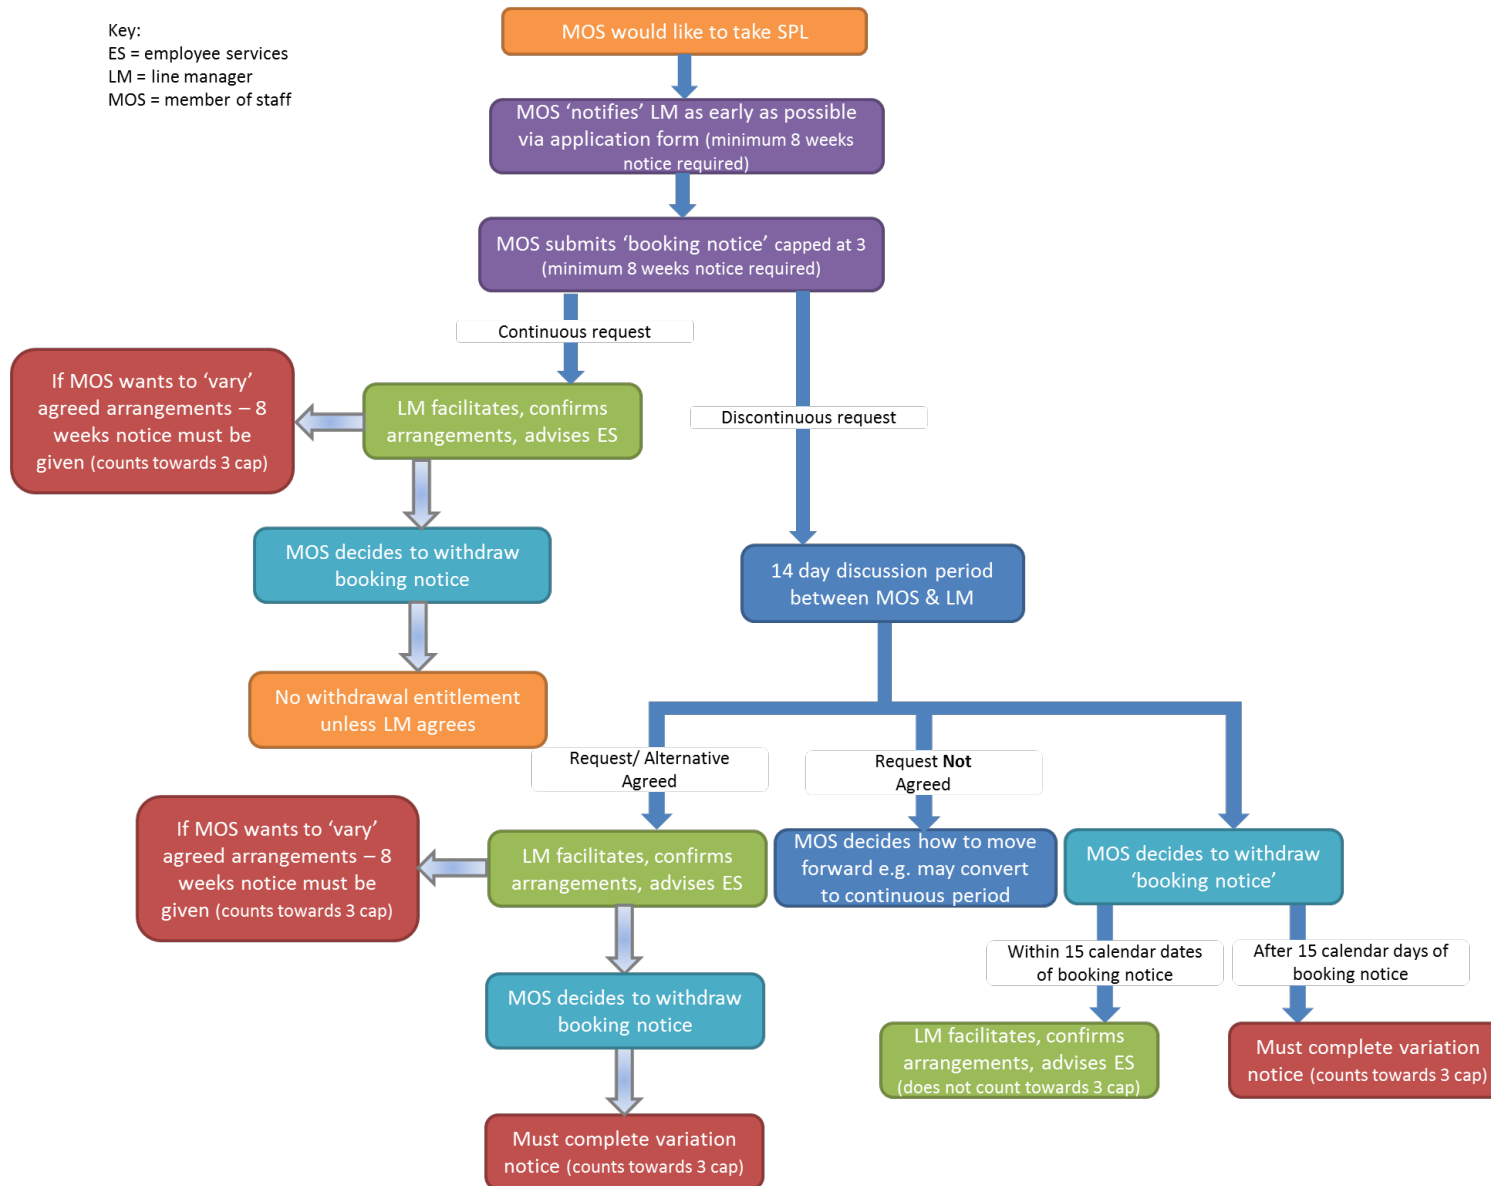 Key:
ES = employee services
LM = line manager
MOS = member of staff
MOS would like to take SPL
MOS ‘notifies’ LM as early as possible
via application form (minimum 8 weeks
notice required)
MOS submits ‘booking notice’ capped at 3
(minimum 8 weeks notice required)
Continuous request
If MOS wants to ‘vary’
agreed arrangements – 8
weeks notice must be
given (counts towards 3 cap)
LM facilitates, confirms
arrangements, advises ES
Discontinuous request
MOS decides to withdraw
booking notice
14 day discussion period
between MOS & LM
No withdrawal entitlement
unless LM agrees
Request/ Alternative
Agreed
Request Not
Agreed
If MOS wants to ‘vary’
agreed arrangements – 8
weeks notice must be
given (counts towards 3 cap)
LM facilitates, confirms
arrangements, advises ES
MOS decides how to move
forward e.g. may convert
to continuous period
MOS decides to withdraw
‘booking notice’
Within 15 calendar dates
of booking notice
After 15 calendar days of
booking notice
MOS decides to withdraw
booking notice
LM facilitates, confirms
arrangements, advises ES
(does not count towards 3 cap)
Must complete variation
notice (counts towards 3 cap)
Must complete variation
notice (counts towards 3 cap)